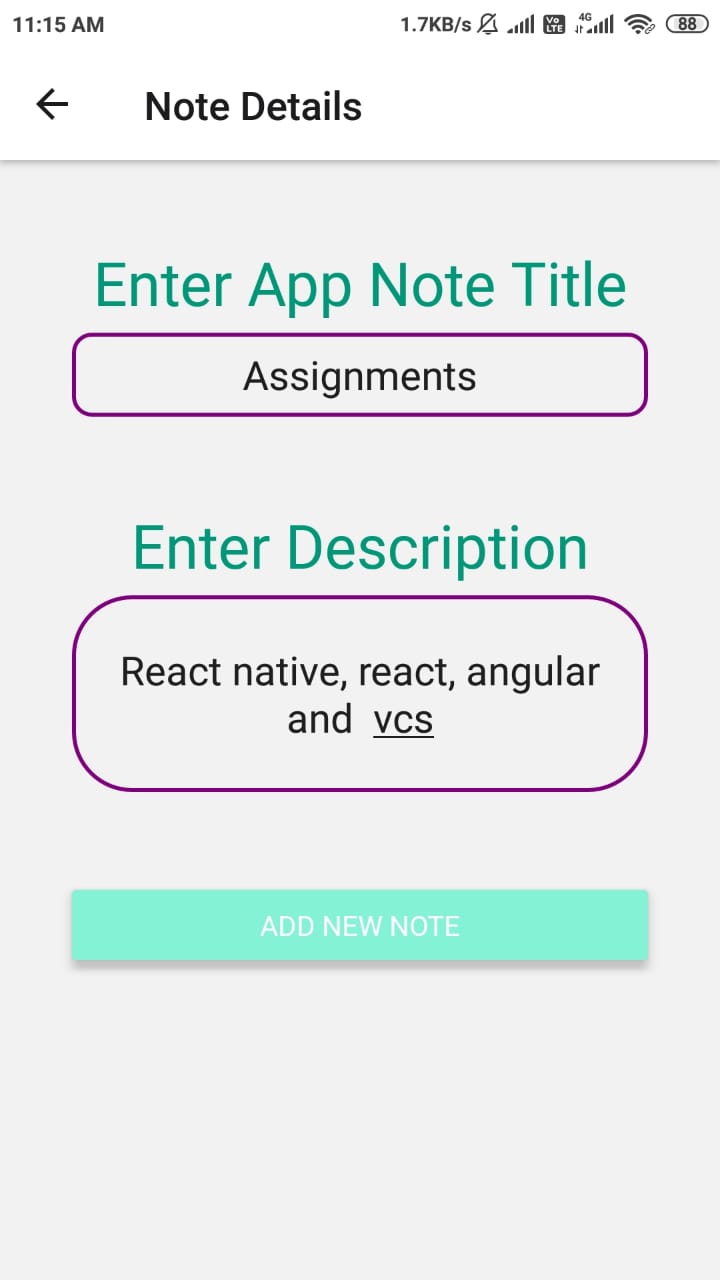 11:15 AM 1.7KB/s Vo LTE 4G 88
Note Details
Enter App Note Title
Assignments
Enter Description
React native, react, angular
and vcs
ADD NEW NOTE